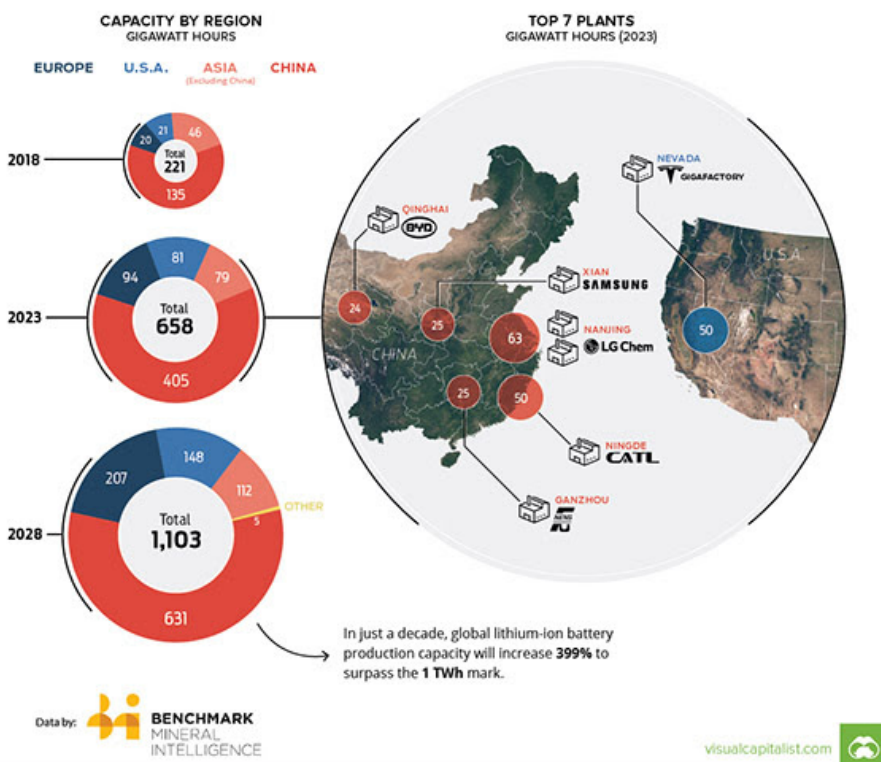 CAPACITY BY REGION
GIGAWATT HOURS
EUROPE U.S.A. ASIA CHINA
(Excluding China)
2018
20
21
46
Total
221
135
2023
94
81
79
Total
658
405
2028
207
148
112
OTHER
5
Total
1,103
631
TOP 7 PLANTS
GIGAWATT HOURS (2023)
NEVADA
GIGAFACTORY
QINGHAI
BYD
XIAN
SAMSUNG
NANJING
LG Chem
NINGDE
CATL
GANZHOU
CHINA
U.S.A
24
25
63
25
50
50
In just a decade, global lithium-ion battery
production capacity will increase 399% to
surpass the 1 TWh mark.
Data by:
BENCHMARK
MINERAL
INTELLIGENCE
visualcapitalist.com